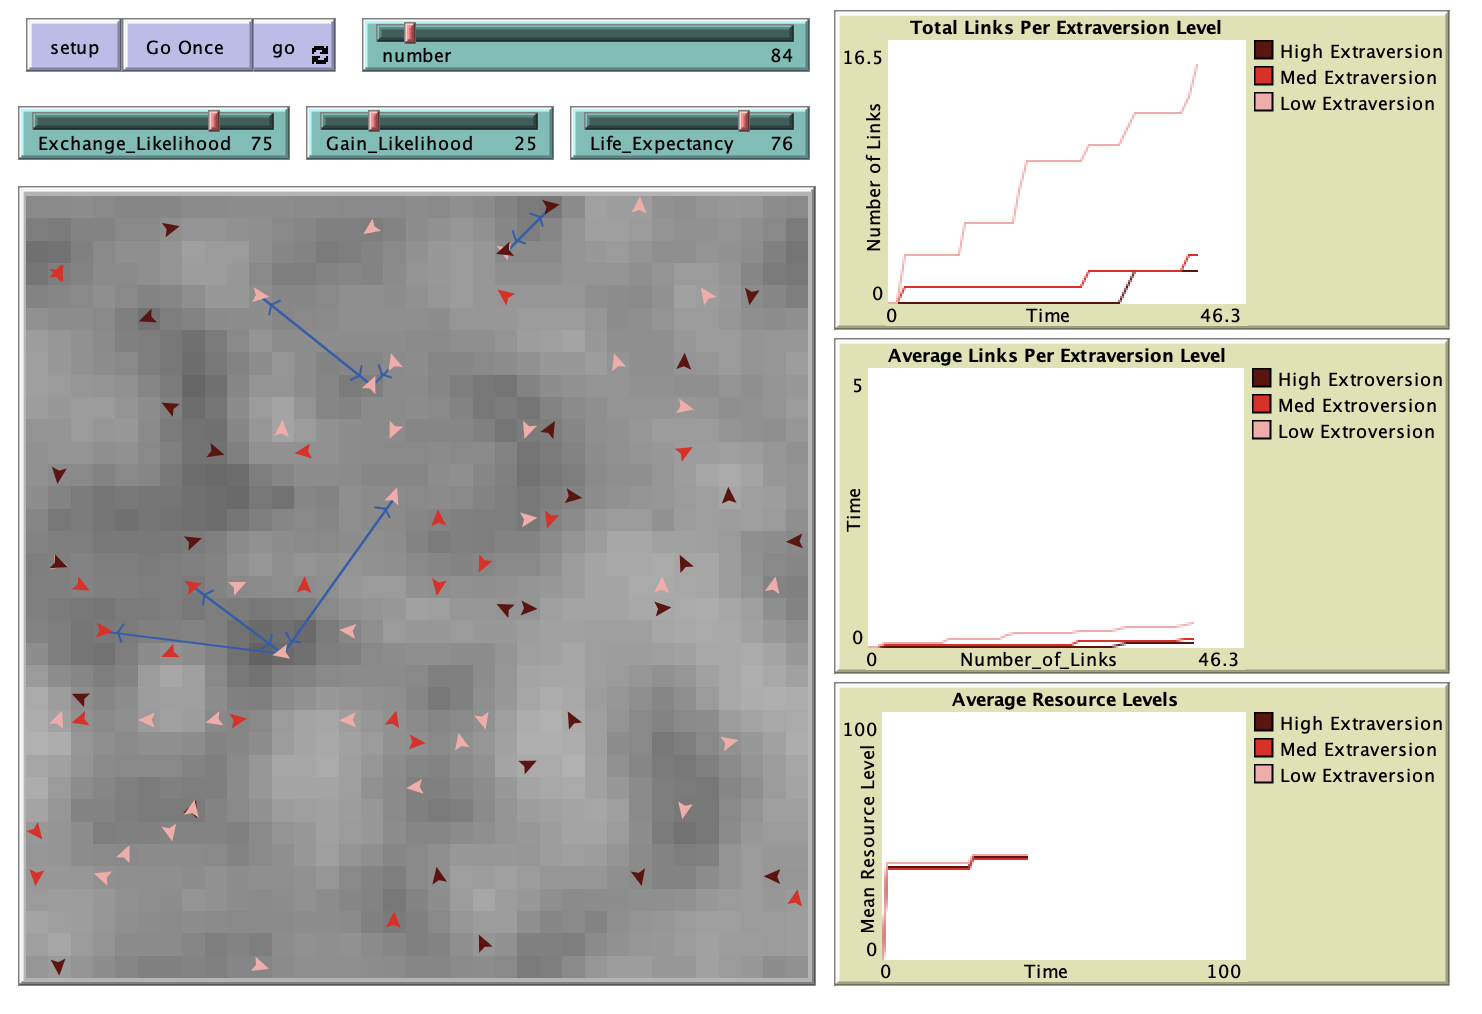 setup
Go Once
go
number
84
Exchange_Likelihood 75
Gain_Likelihood 25
Life_Expectancy 76
Total Links Per Extraversion Level
16.5
Number of Links
0
0
Time
46.3
High Extraversion
Med Extraversion
Low Extraversion
Average Links Per Extraversion Level
5
Time
0
0
Number_of_Links
46.3
High Extroversion
Med Extroversion
Low Extroversion
Average Resource Levels
100
Mean Resource Level
0
0
Time
100
High Extraversion
Med Extraversion
Low Extraversion